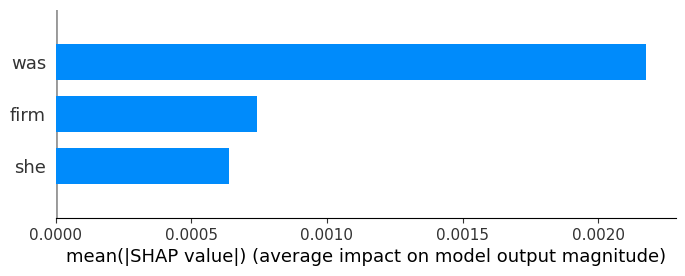 was
firm
she
0.0000 0.0005 0.0010 0.0015 0.0020
mean(|SHAP value|) (average impact on model output magnitude)